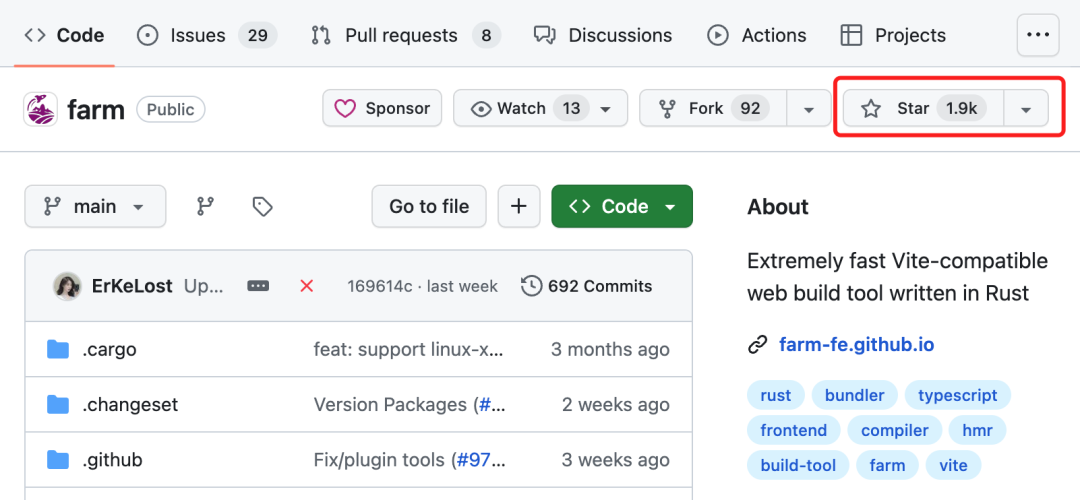 Code Issues 29 Pull requests 8 Discussions Actions Projects
farm Public Sponsor Watch 13 Fork 92 Star 1.9k
main Go to file Code
About
Extremely fast Vite-compatible
web build tool written in Rust
farm-fe.github.io
rust bundler typescript
frontend compiler hmr
build-tool farm vite
ErKeLost Up... 169614c · last week 692 Commits
.cargo feat: support linux-x... 3 months ago
.changeset Version Packages (#... 2 weeks ago
.github Fix/plugin tools (#97... 3 weeks ago